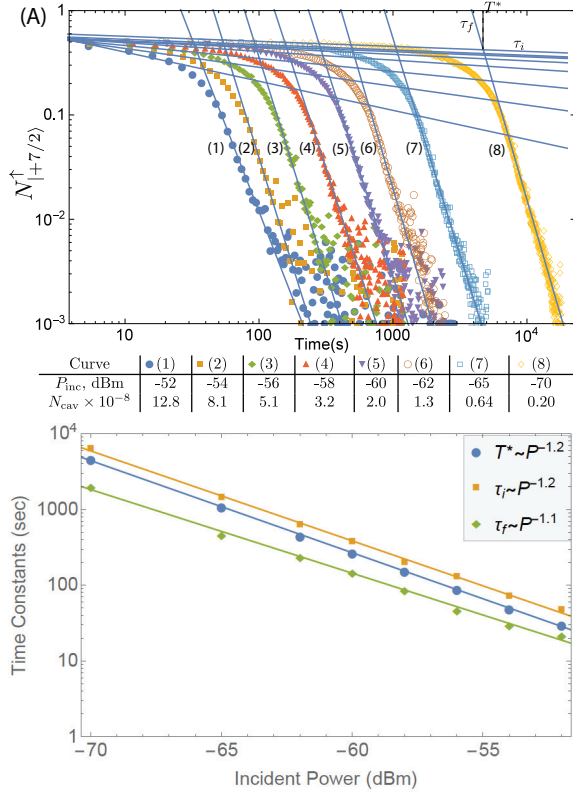 (A)
τf
T*
τi
N↑|+7/2⟩
0.1
10⁻²
10⁻³
(1) (2) (3) (4) (5) (6) (7) (8)
10 100 1000 10⁴
Time(s)
Curve (1) (2) (3) (4) (5) (6) (7) (8)
Pinc, dBm −52 −54 −56 −58 −60 −62 −65 −70
Ncav × 10⁻⁸ 12.8 8.1 5.1 3.2 2.0 1.3 0.64 0.20
10⁴
1000
100
10
1
Time Constants (sec)
T*~P⁻¹·²
τi~P⁻¹·²
τf~P⁻¹·¹
−70 −65 −60 −55
Incident Power (dBm)